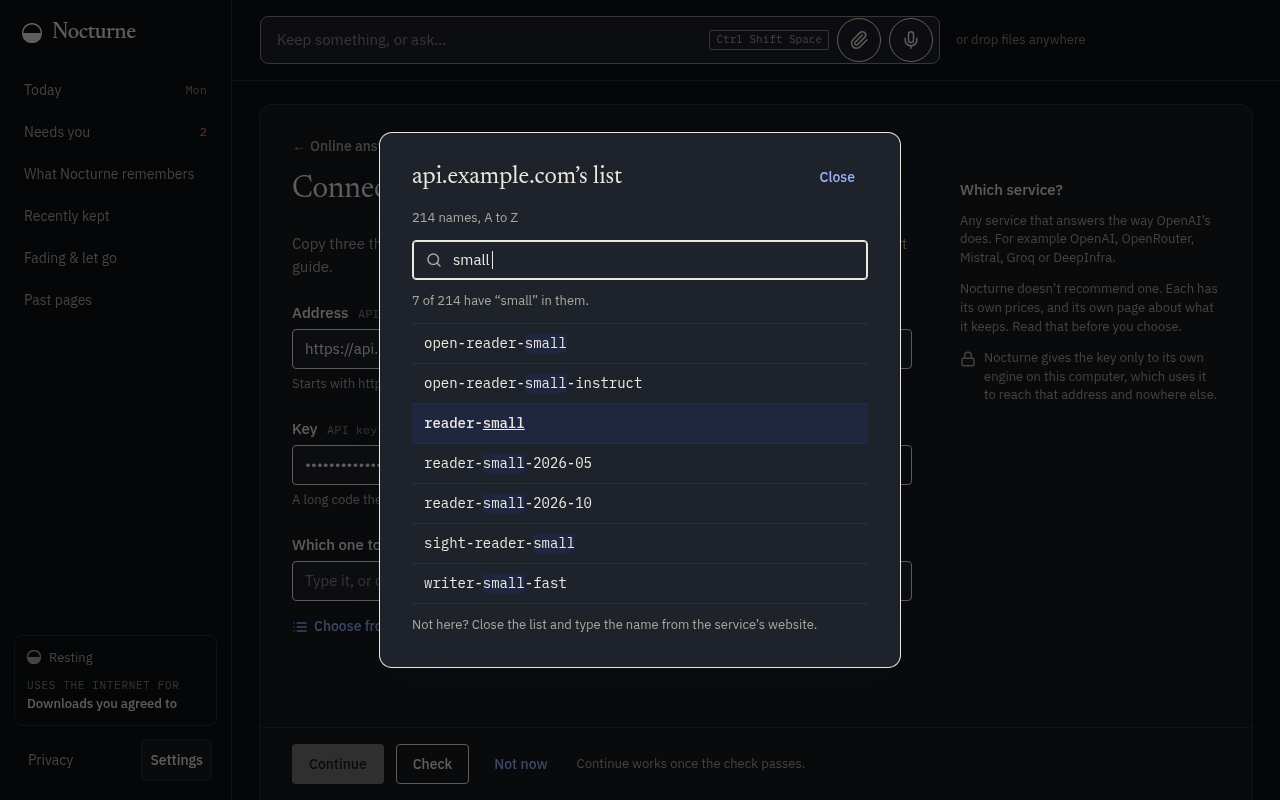 Nocturne
Keep something, or ask...
Ctrl Shift Space
or drop files anywhere
Today
Mon
Needs you
2
What Nocturne remembers
Recently kept
Fading & let go
Past pages
Resting
USES THE INTERNET FOR
Downloads you agreed to
Privacy
Settings
← Online
Copy three
guide.
Address API
https://api.
Starts with
Key API key
••••••••••••
A long code
Which one to
Type it, or
Choose
api.example.com’s list
Close
214 names, A to Z
small
7 of 214 have “small” in them.
open-reader-small
open-reader-small-instruct
reader-small
reader-small-2026-05
reader-small-2026-10
sight-reader-small
writer-small-fast
Not here? Close the list and type the name from the service’s website.
Which service?
Any service that answers the way OpenAI’s
does. For example OpenAI, OpenRouter,
Mistral, Groq or DeepInfra.
Nocturne doesn’t recommend one. Each has
its own prices, and its own page about what
it keeps. Read that before you choose.
Nocturne gives the key only to its own
engine on this computer, which uses it
to reach that address and nowhere else.
Continue
Check
Not now
Continue works once the check passes.